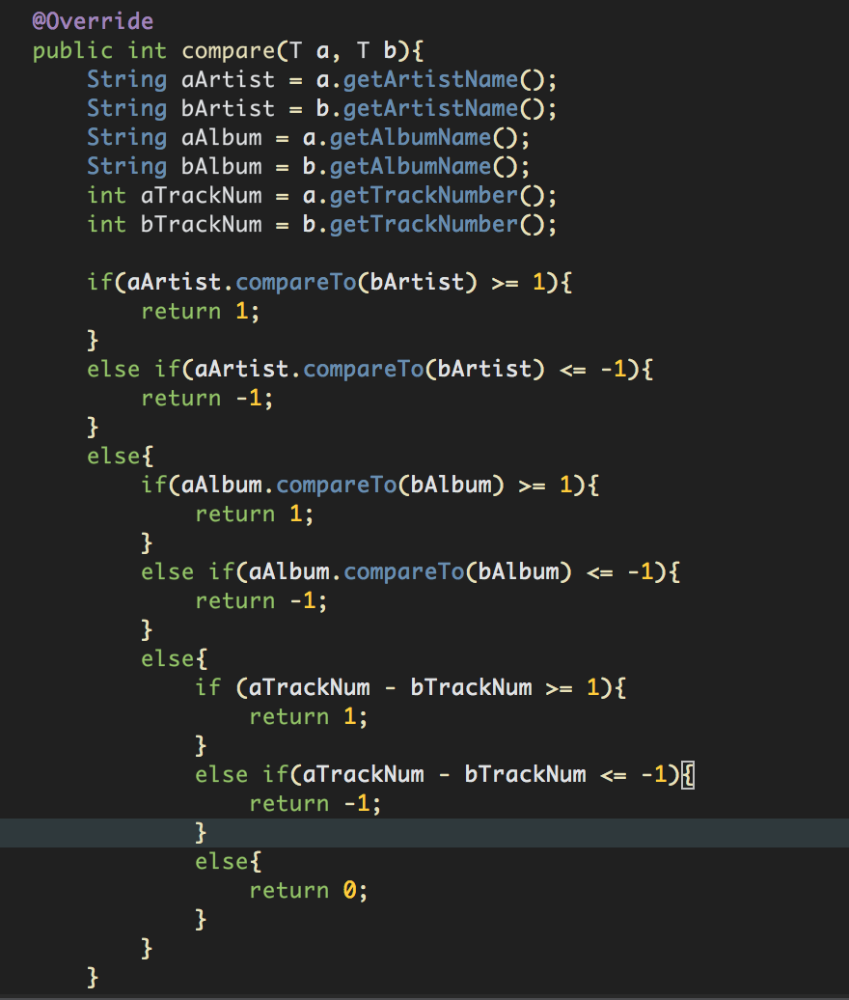 @Override
public int compare(T a, T b){
    String aArtist = a.getArtistName();
    String bArtist = b.getArtistName();
    String aAlbum = a.getAlbumName();
    String bAlbum = b.getAlbumName();
    int aTrackNum = a.getTrackNumber();
    int bTrackNum = b.getTrackNumber();

    if(aArtist.compareTo(bArtist) >= 1){
        return 1;
    }
    else if(aArtist.compareTo(bArtist) <= -1){
        return -1;
    }
    else{
        if(aAlbum.compareTo(bAlbum) >= 1){
            return 1;
        }
        else if(aAlbum.compareTo(bAlbum) <= -1){
            return -1;
        }
        else{
            if (aTrackNum - bTrackNum >= 1){
                return 1;
            }
            else if(aTrackNum - bTrackNum <= -1){
                return -1;
            }
            else{
                return 0;
            }
        }
    }